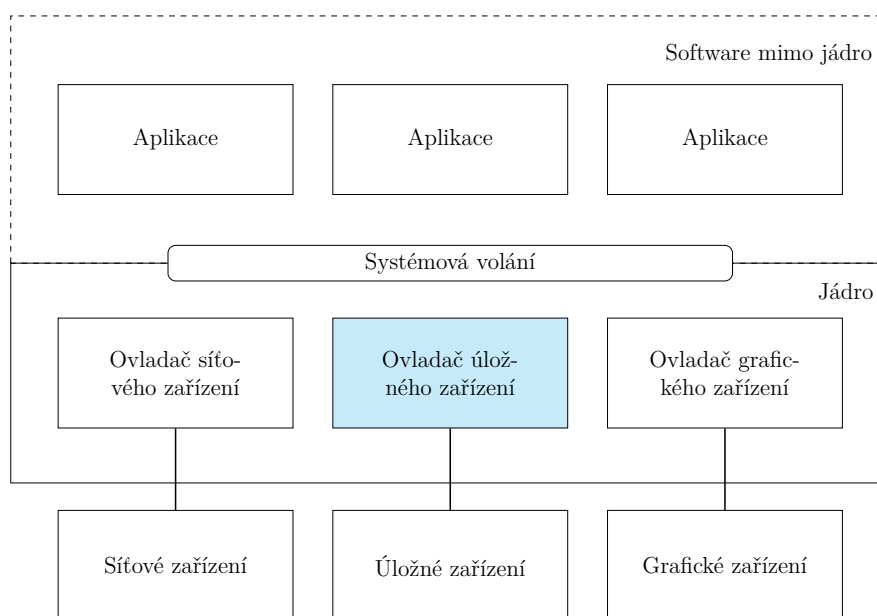 Software mimo jádro
Aplikace
Aplikace
Aplikace
Systémová volání
Jádro
Ovladač síťo-
vého zařízení
Ovladač úlož-
ného zařízení
Ovladač grafic-
kého zařízení
Síťové zařízení
Úložné zařízení
Grafické zařízení